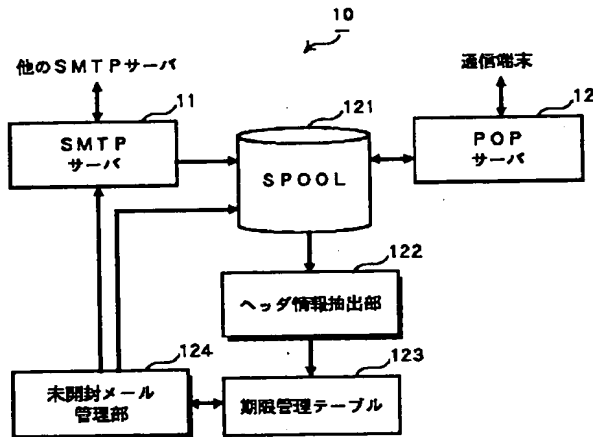 10
他のSMTPサーバ
通信端末
11
121
12
SMTP
サーバ
SPOOL
POP
サーバ
122
ヘッダ情報抽出部
124
123
未開封メール
管理部
期限管理テーブル